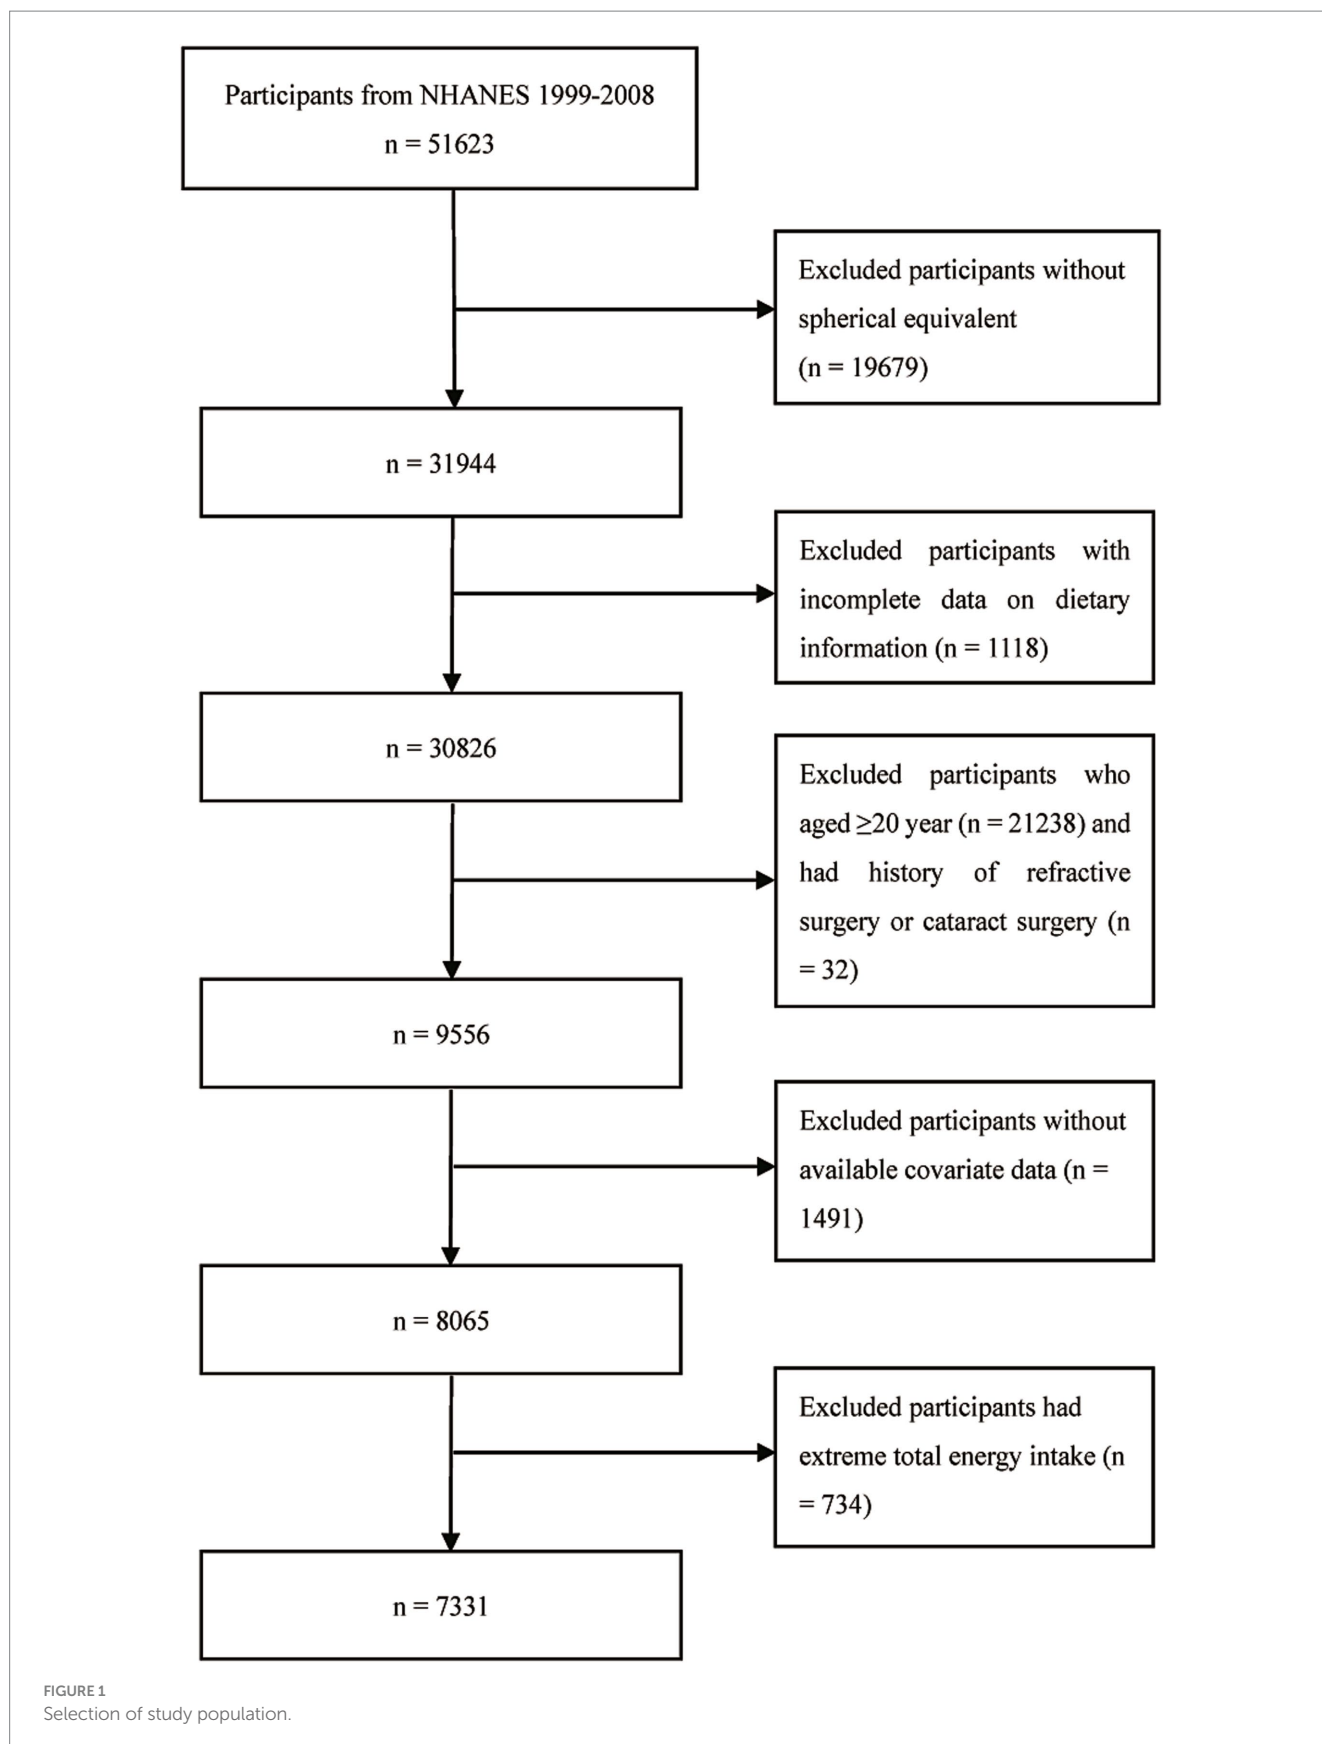 Participants from NHANES 1999-2008
n = 51623
Excluded participants without
spherical equivalent
(n = 19679)
n = 31944
Excluded participants with
incomplete data on dietary
information (n = 1118)
n = 30826
Excluded participants who
aged ≥20 year (n = 21238) and
had history of refractive
surgery or cataract surgery (n
= 32)
n = 9556
Excluded participants without
available covariate data (n =
1491)
n = 8065
Excluded participants had
extreme total energy intake (n
= 734)
n = 7331
FIGURE 1
Selection of study population.